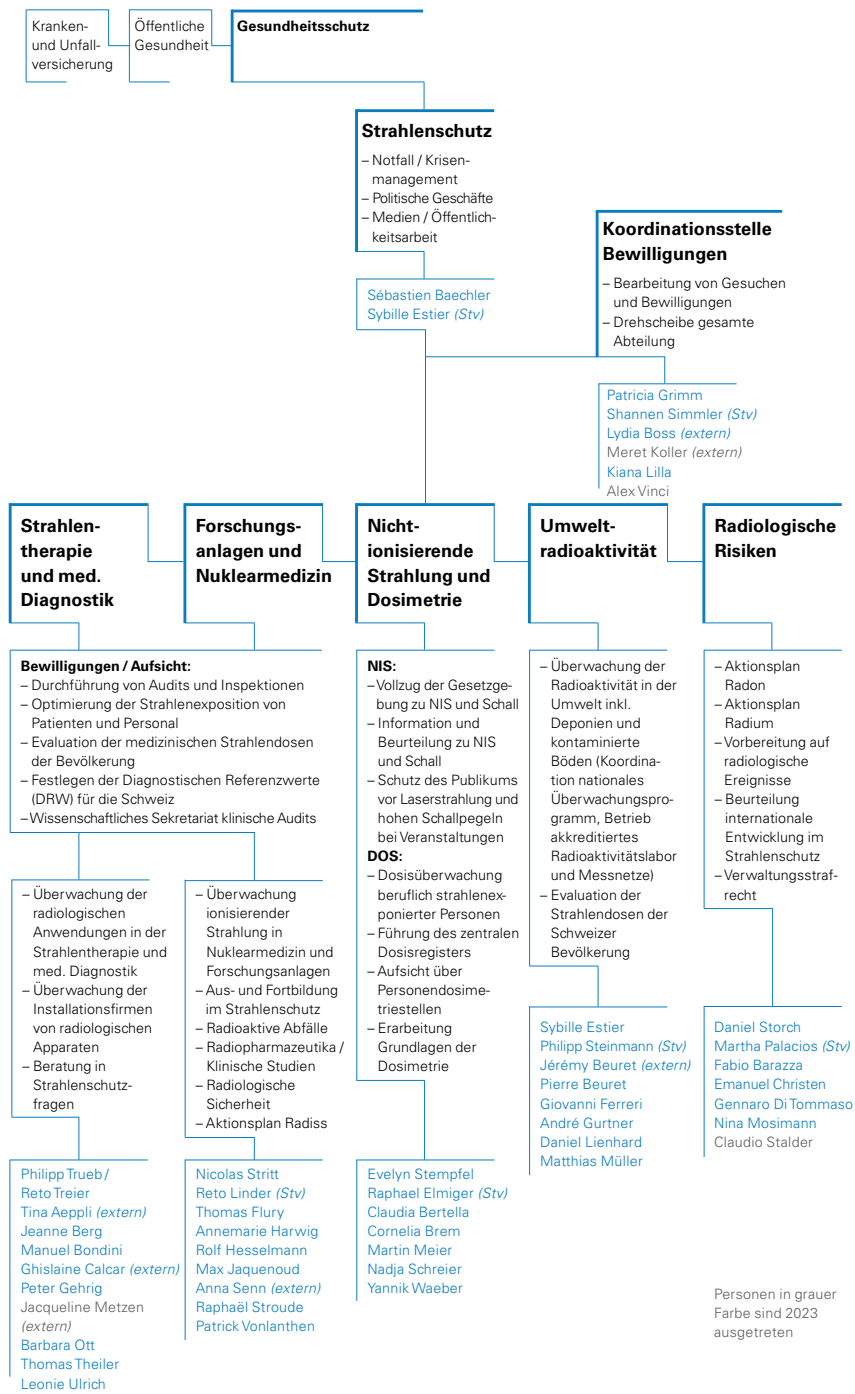 Kranken-
und Unfall-
versicherung
Öffentliche
Gesundheit
Gesundheitsschutz
Strahlenschutz
– Notfall / Krisen-
management
– Politische Geschäfte
– Medien / Öffentlich-
keitsarbeit
Sébastien Baechler
Sybille Estier (Stv)
Koordinationsstelle
Bewilligungen
– Bearbeitung von Gesuchen
und Bewilligungen
– Drehscheibe gesamte
Abteilung
Patricia Grimm
Shannen Simmler (Stv)
Lydia Boss (extern)
Meret Koller (extern)
Kiana Lilla
Alex Vinci
Strahlen-
therapie
und med.
Diagnostik
Forschungs-
anlagen und
Nuklearmedizin
Nicht-
ionisierende
Strahlung und
Dosimetrie
Umwelt-
radioaktivität
Radiologische
Risiken
Bewilligungen / Aufsicht:
– Durchführung von Audits und Inspektionen
– Optimierung der Strahlenexposition von
Patienten und Personal
– Evaluation der medizinischen Strahlendosen
der Bevölkerung
– Festlegen der Diagnostischen Referenzwerte
(DRW) für die Schweiz
– Wissenschaftliches Sekretariat klinische Audits
– Überwachung der
radiologischen
Anwendungen in der
Strahlentherapie und
med. Diagnostik
– Überwachung der
Installationsfirmen
von radiologischen
Apparaten
– Beratung in
Strahlenschutz-
fragen
Philipp Trueb /
Reto Treier
Tina Aeppli (extern)
Jeanne Berg
Manuel Bondini
Ghislaine Calcar (extern)
Peter Gehrig
Jacqueline Metzen
(extern)
Barbara Ott
Thomas Theiler
Leonie Ulrich
– Überwachung
ionisierender
Strahlung in
Nuklearmedizin und
Forschungsanlagen
– Aus- und Fortbildung
im Strahlenschutz
– Radioaktive Abfälle
– Radiopharmazeutika /
Klinische Studien
– Radiologische
Sicherheit
– Aktionsplan Radiss
Nicolas Stritt
Reto Linder (Stv)
Thomas Flury
Annemarie Harwig
Rolf Hesselmann
Max Jaquenoud
Anna Senn (extern)
Raphaël Stroude
Patrick Vonlanthen
NIS:
– Vollzug der Gesetzge-
bung zu NIS und Schall
– Information und
Beurteilung zu NIS
und Schall
– Schutz des Publikums
vor Laserstrahlung und
hohen Schallpegeln
bei Veranstaltungen
DOS:
– Dosisüberwachung
beruflich strahlenex-
ponierter Personen
– Führung des zentralen
Dosisregisters
– Aufsicht über
Personendosime-
triestellen
– Erarbeitung
Grundlagen der
Dosimetrie
Evelyn Stempfel
Raphael Elmiger (Stv)
Claudia Bertella
Cornelia Brem
Martin Meier
Nadja Schreier
Yannik Waeber
– Überwachung der
Radioaktivität in der
Umwelt inkl.
Deponien und
kontaminierte
Böden (Koordina-
tion nationales
Überwachungspro-
gramm, Betrieb
akkreditiertes
Radioaktivitätslabor
und Messnetze)
– Evaluation der
Strahlendosen der
Schweizer
Bevölkerung
Sybille Estier
Philipp Steinmann (Stv)
Jérémy Beuret (extern)
Pierre Beuret
Giovanni Ferreri
André Gurtner
Daniel Lienhard
Matthias Müller
– Aktionsplan
Radon
– Aktionsplan
Radium
– Vorbereitung auf
radiologische
Ereignisse
– Beurteilung
internationale
Entwicklung im
Strahlenschutz
– Verwaltungsstraf-
recht
Daniel Storch
Martha Palacios (Stv)
Fabio Barazza
Emanuel Christen
Gennaro Di Tommaso
Nina Mosimann
Claudio Stalder
Personen in grauer
Farbe sind 2023
ausgetreten